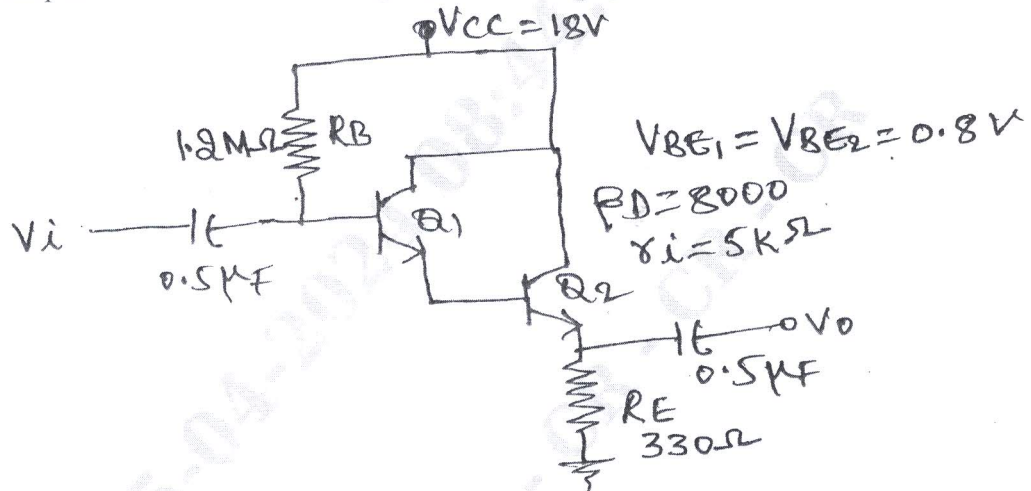 VCC = 18V
1.2MΩ
RB
VBE1 = VBE2 = 0.8 V
βD = 8000
ri = 5KΩ
Vi
0.5μF
Q1
Q2
Vo
0.5μF
RE
330Ω